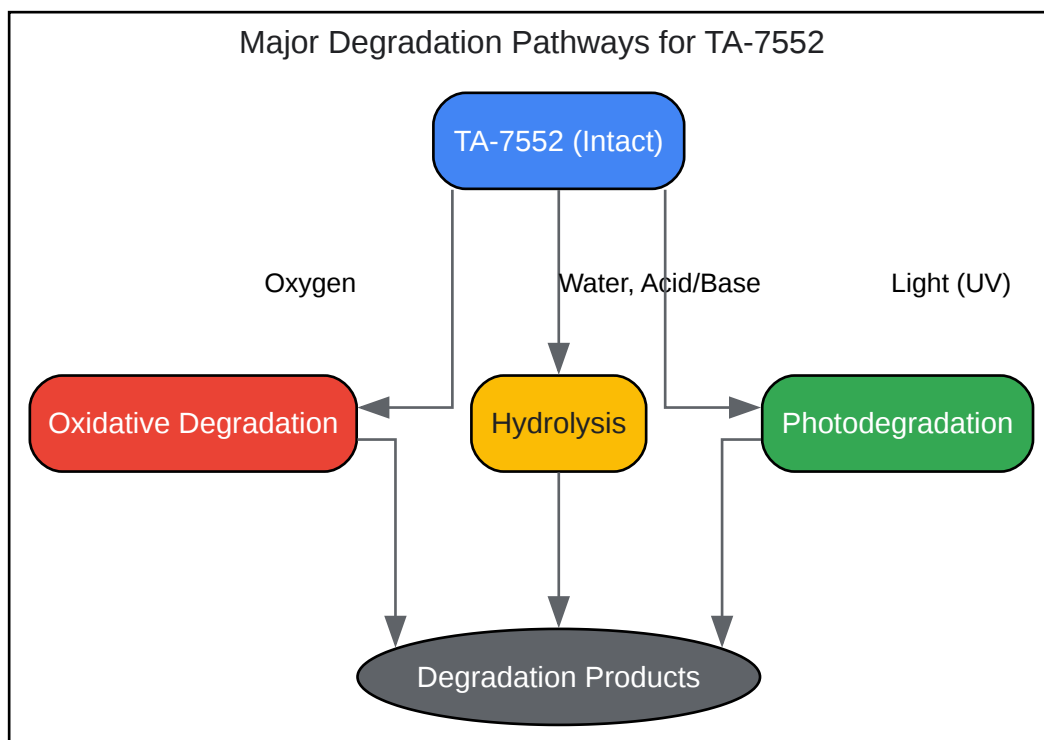 Major Degradation Pathways for TA-7552
TA-7552 (Intact)
Oxygen
Water, Acid/Base
Light (UV)
Oxidative Degradation
Hydrolysis
Photodegradation
Degradation Products